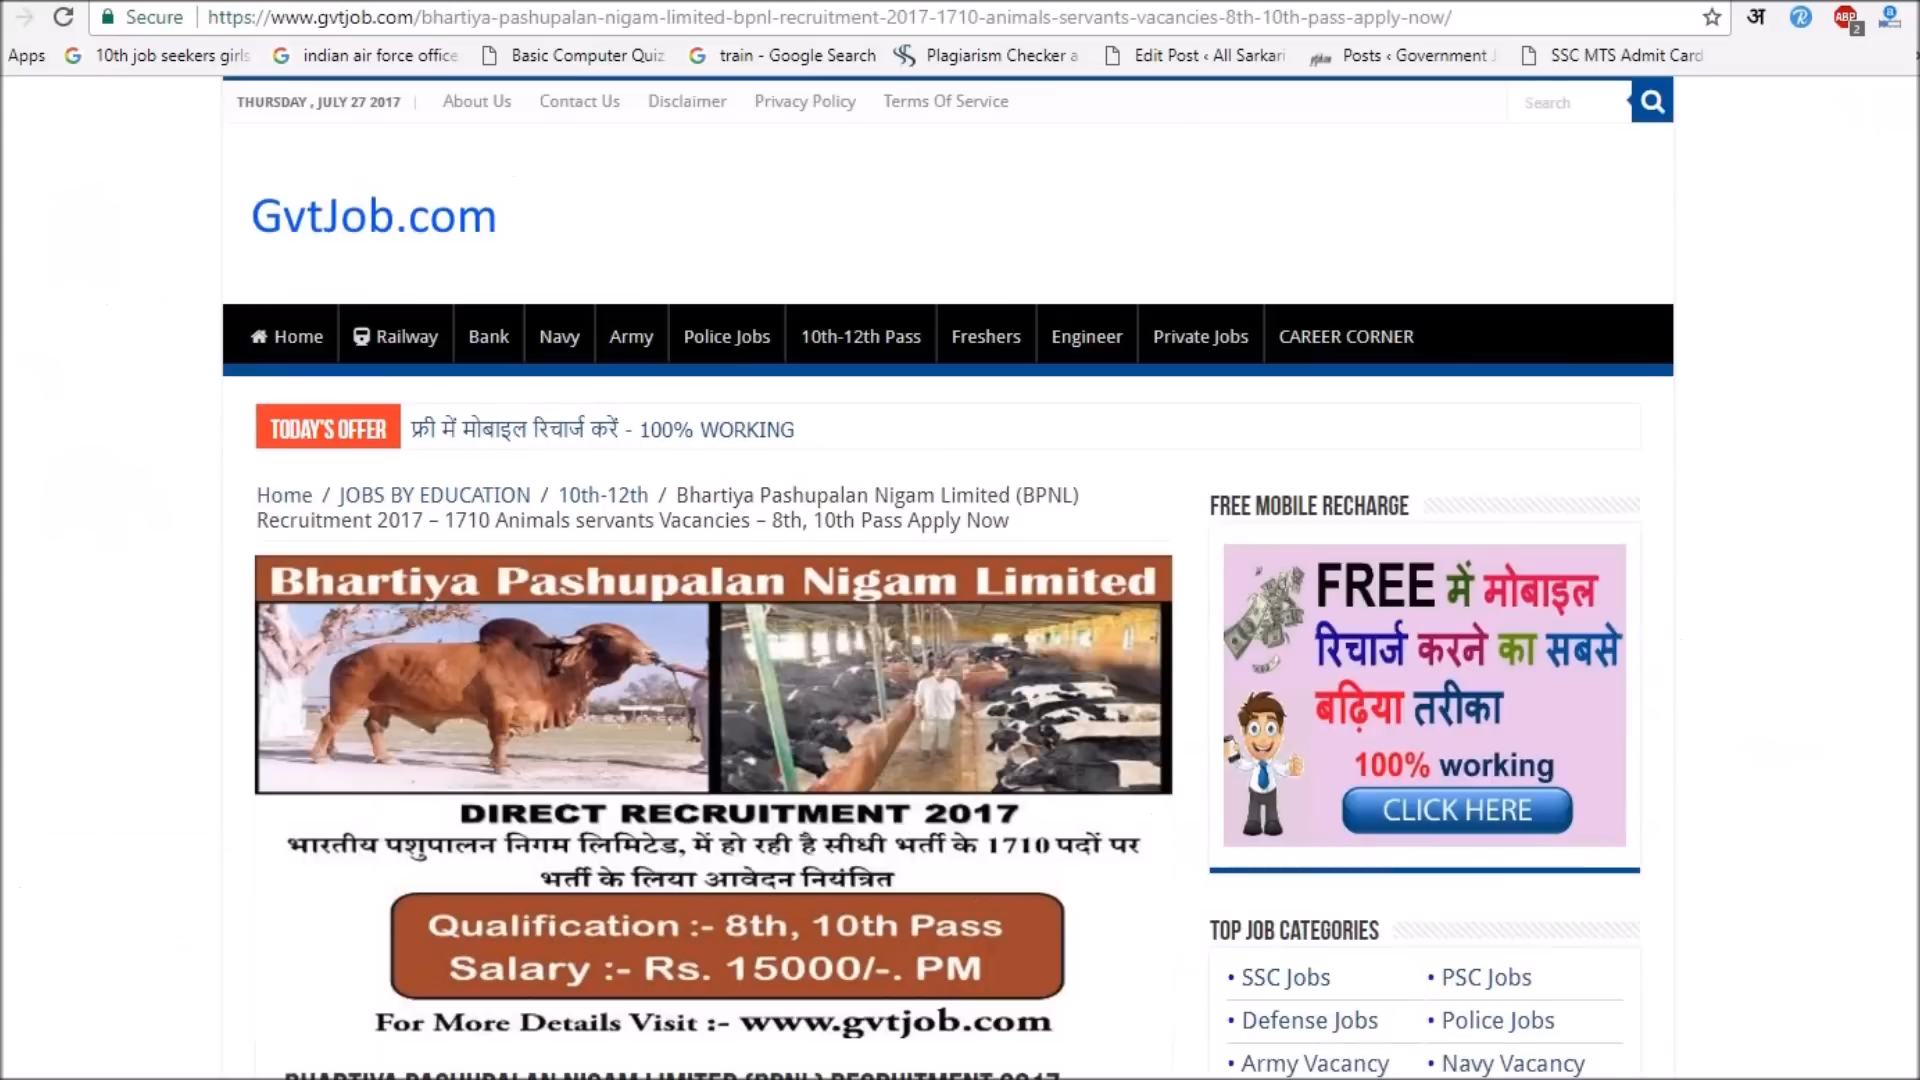 Secure https://www.gvtjob.com/bhartiya-pashupalan-nigam-limited-bpnl-recruitment-2017-1710-animals-servants-vacancies-8th-10th-pass-apply-now/ अ R ABP 2
Apps 10th job seekers girls indian air force office Basic Computer Quiz train - Google Search Plagiarism Checker a Edit Post ‹ All Sarkari Posts ‹ Government J SSC MTS Admit Card
THURSDAY , JULY 27 2017 About Us Contact Us Disclaimer Privacy Policy Terms Of Service Search
GvtJob.com
Home Railway Bank Navy Army Police Jobs 10th-12th Pass Freshers Engineer Private Jobs CAREER CORNER
TODAY'S OFFER फ्री में मोबाइल रिचार्ज करें - 100% WORKING
Home / JOBS BY EDUCATION / 10th-12th / Bhartiya Pashupalan Nigam Limited (BPNL)
Recruitment 2017 – 1710 Animals servants Vacancies – 8th, 10th Pass Apply Now
Bhartiya Pashupalan Nigam Limited
DIRECT RECRUITMENT 2017
भारतीय पशुपालन निगम लिमिटेड, में हो रही है सीधी भर्ती के 1710 पदों पर
भर्ती के लिया आवेदन नियंत्रित
Qualification :- 8th, 10th Pass
Salary :- Rs. 15000/-. PM
For More Details Visit :- www.gvtjob.com
BHARTIYA PASHUPALAN NIGAM LIMITED (BPNL) RECRUITMENT 2017
FREE MOBILE RECHARGE
FREE में मोबाइल
रिचार्ज करने का सबसे
बढ़िया तरीका
100% working
CLICK HERE
TOP JOB CATEGORIES
• SSC Jobs • PSC Jobs
• Defense Jobs • Police Jobs
• Army Vacancy • Navy Vacancy